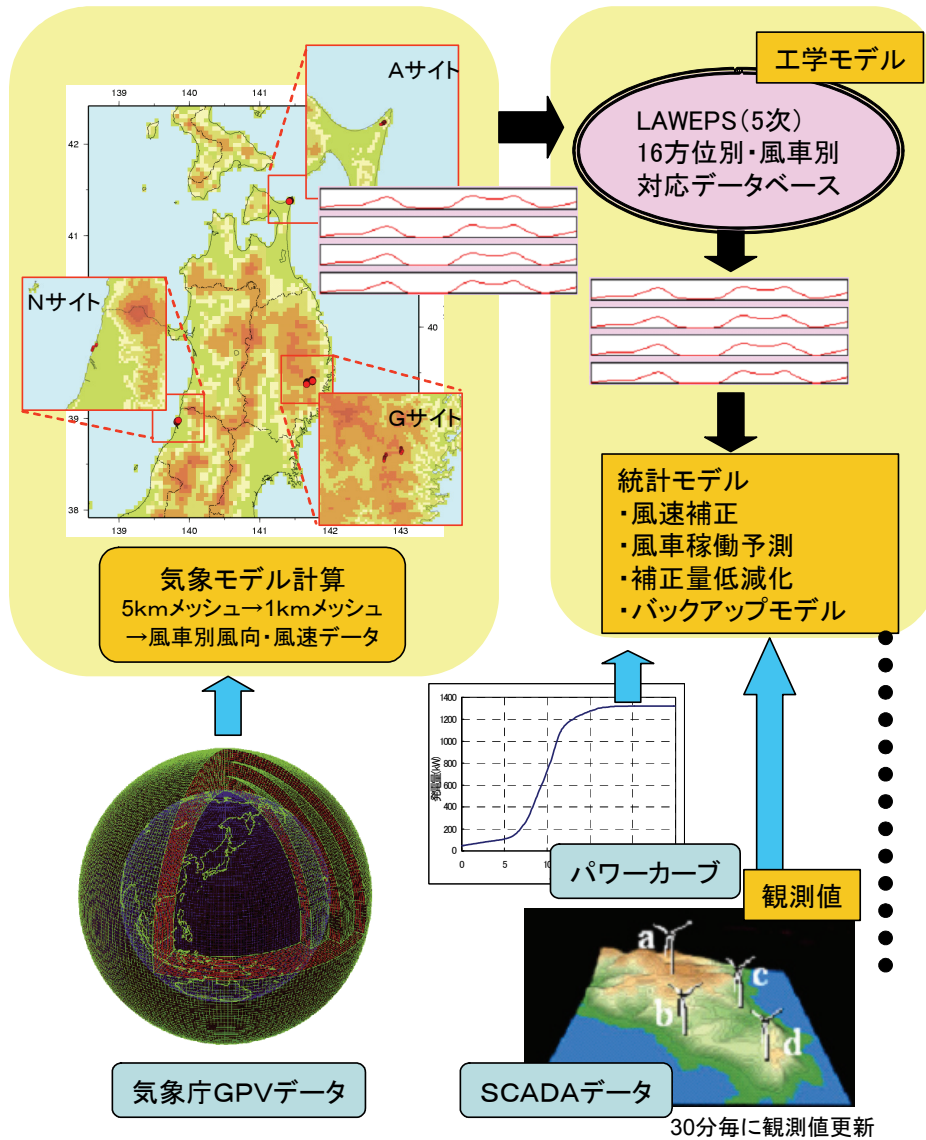 Aサイト
139 140 141
42
41
40
39
38
Nサイト
Gサイト
139 140 141 142 143
気象モデル計算
5kmメッシュ→1kmメッシュ
→風車別風向・風速データ
工学モデル
LAWEPS(5次)
16方位別・風車別
対応データベース
統計モデル
・風速補正
・風車稼働予測
・補正量低減化
・バックアップモデル
1400
1200
1000
800
600
400
200
0
発電量(kW)
0 5
パワーカーブ
観測値
a
b
c
d
気象庁GPVデータ
SCADAデータ
30分毎に観測値更新